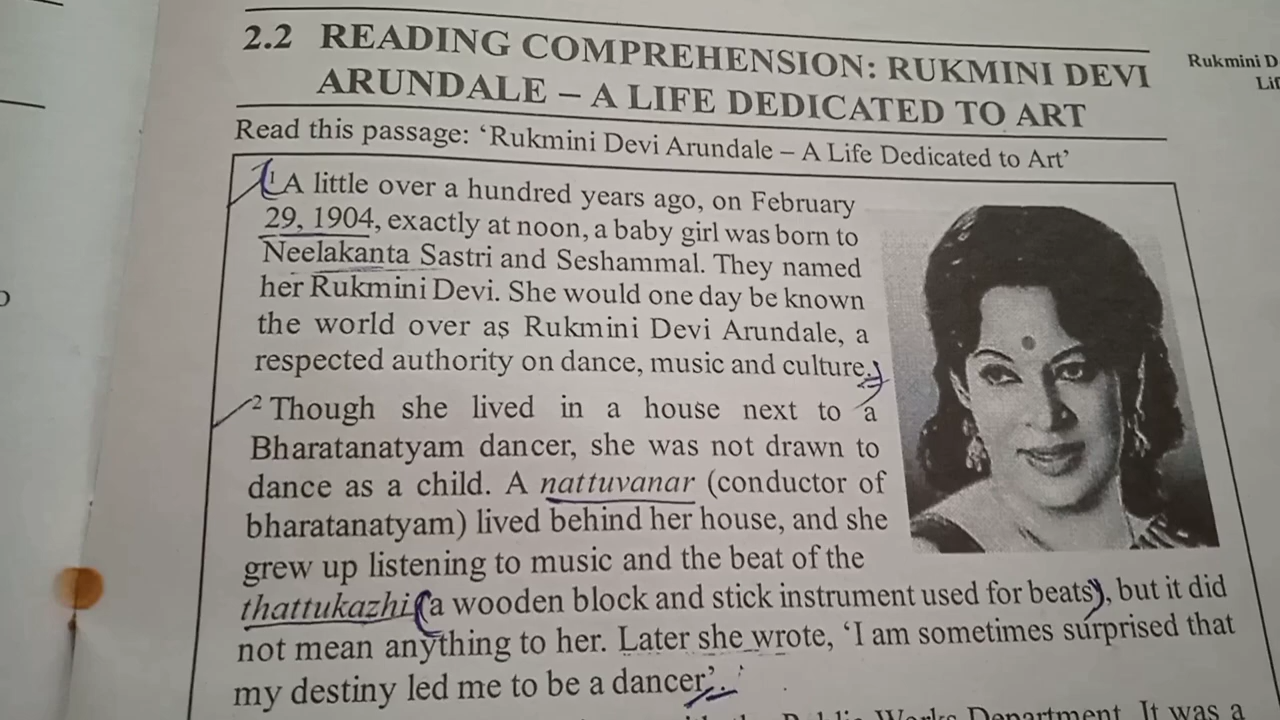 2.2 READING COMPREHENSION: RUKMINI DEVI
ARUNDALE – A LIFE DEDICATED TO ART
Rukmini D
Lif
Read this passage: ‘Rukmini Devi Arundale – A Life Dedicated to Art’
1 A little over a hundred years ago, on February
29, 1904, exactly at noon, a baby girl was born to
Neelakanta Sastri and Seshammal. They named
her Rukmini Devi. She would one day be known
the world over as Rukmini Devi Arundale, a
respected authority on dance, music and culture.
2 Though she lived in a house next to a
Bharatanatyam dancer, she was not drawn to
dance as a child. A nattuvanar (conductor of
bharatanatyam) lived behind her house, and she
grew up listening to music and the beat of the
thattukazhi (a wooden block and stick instrument used for beats), but it did
not mean anything to her. Later she wrote, ‘I am sometimes surprised that
my destiny led me to be a dancer’.
Public Works Department. It was a